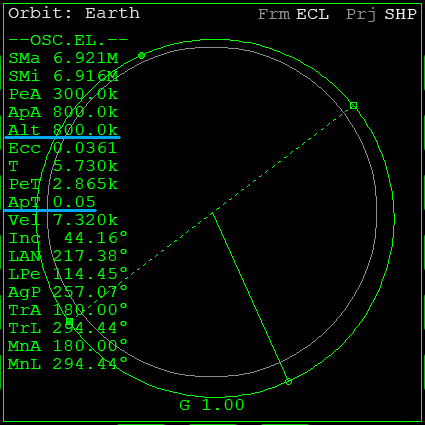 Orbit: Earth Frm ECL Prj SHP
--OSC.EL.--
SMa 6.921M
SMi 6.916M
PeA 300.0k
ApA 800.0k
Alt 800.0k
Ecc 0.0361
T 5.730k
PeT 2.865k
ApT 0.05
Vel 7.320k
Inc 44.16°
LAN 217.38°
LPe 114.45°
AgP 257.07°
TrA 180.00°
TrL 294.44°
MnA 180.00°
MnL 294.44°
G 1.00